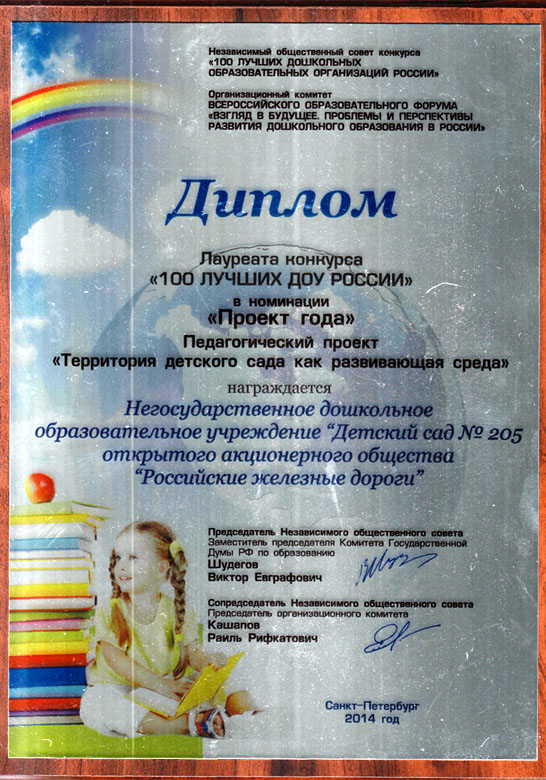 Независимый общественный совет конкурса
«100 ЛУЧШИХ ДОШКОЛЬНЫХ
ОБРАЗОВАТЕЛЬНЫХ ОРГАНИЗАЦИЙ РОССИИ»
Организационный комитет
ВСЕРОССИЙСКОГО ОБРАЗОВАТЕЛЬНОГО ФОРУМА
«ВЗГЛЯД В БУДУЩЕЕ. ПРОБЛЕМЫ И ПЕРСПЕКТИВЫ
РАЗВИТИЯ ДОШКОЛЬНОГО ОБРАЗОВАНИЯ В РОССИИ»
Диплом
Лауреата конкурса
«100 ЛУЧШИХ ДОУ РОССИИ»
в номинации
«Проект года»
Педагогический проект
«Территория детского сада как развивающая среда»
награждается
Негосударственное дошкольное
образовательное учреждение “Детский сад № 205
открытого акционерного общества
“Российские железные дороги”
Председатель Независимого общественного совета
Заместитель председателя Комитета Государственной
Думы РФ по образованию
Шудегов
Виктор Евграфович
Сопредседатель Независимого общественного совета
Председатель организационного комитета
Кашапов
Раиль Рифкатович
Санкт-Петербург
2014 год